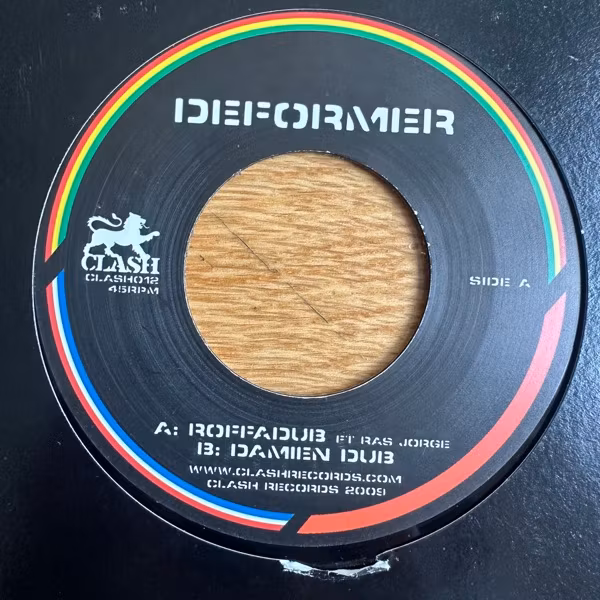 DEFORMER
CLASH
CLASH012
45RPM
SIDE A
A: ROFFADUB FT RAS JORGE
B: DAMIEN DUB
WWW.CLASHRECORDS.COM
CLASH RECORDS 2009